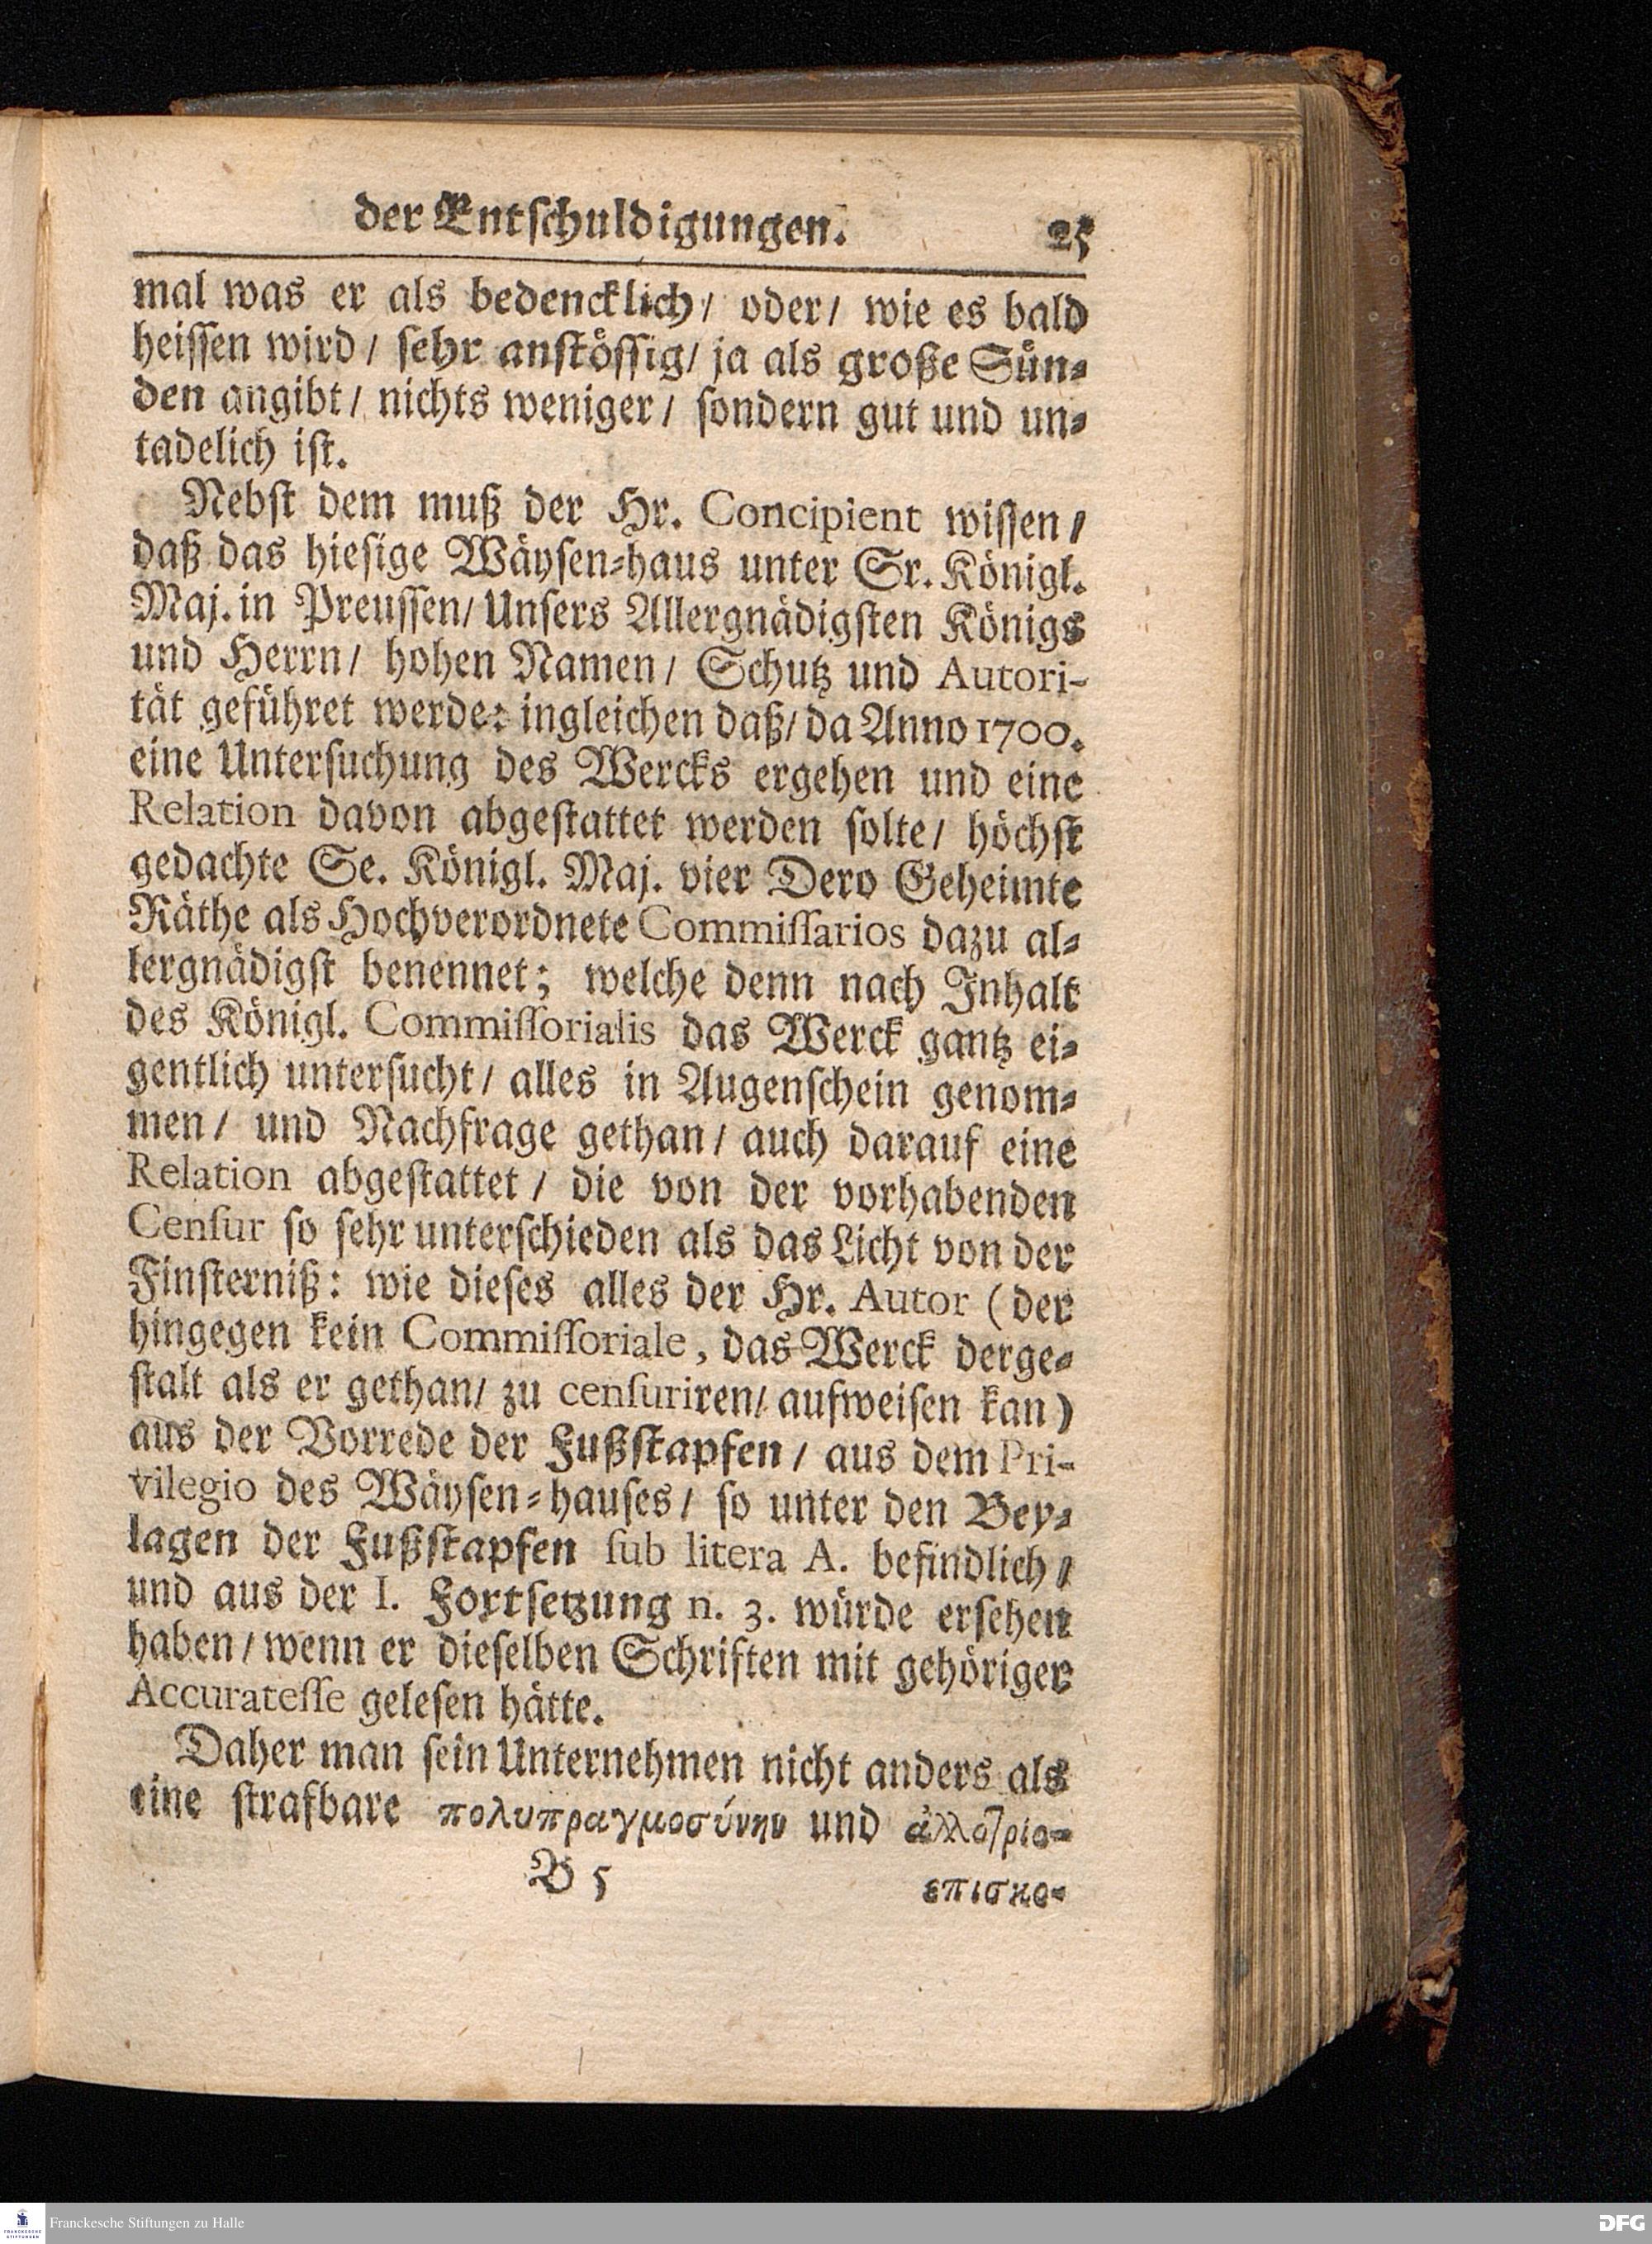 der Entschuldigungen. 25
mal was er als bedencklich/ oder/ wie es bald
heissen wird/ sehr anstössig/ ja als große Sün-
den angibt/ nichts weniger/ sondern gut und un-
tadelich ist.
Nebst dem muß der Hr. Concipient wissen/
daß das hiesige Wäysen-haus unter Sr. Königl.
Maj. in Preussen/ Unsers Allergnädigsten Königs
und Herrn/ hohen Namen/ Schutz und Autori-
tät geführet werde: ingleichen daß/ da Anno 1700.
eine Untersuchung des Wercks ergehen und eine
Relation davon abgestattet werden solte/ höchst
gedachte Se. Königl. Maj. vier Dero Geheimte
Räthe als Hochverordnete Commissarios dazu al-
lergnädigst benennet; welche denn nach Inhalt
des Königl. Commissorialis das Werck gantz ei-
gentlich untersucht/ alles in Augenschein genom-
men/ und Nachfrage gethan/ auch darauf eine
Relation abgestattet/ die von der vorhabenden
Censur so sehr unterschieden als das Licht von der
Finsterniß: wie dieses alles der Hr. Autor (der
hingegen kein Commissoriale, das Werck derge-
stalt als er gethan/ zu censuriren/ aufweisen kan)
aus der Vorrede der Fußstapfen/ aus dem Pri-
vilegio des Wäysen-hauses/ so unter den Bey-
lagen der Fußstapfen sub litera A. befindlich/
und aus der I. Fortsetzung n. 3. würde ersehen
haben/ wenn er dieselben Schriften mit gehöriger
Accuratesse gelesen hätte.
Daher man sein Unternehmen nicht anders als
eine strafbare πολυπραγμοσύνην und ἀλλοτριο-
B 5 επισκο-
Franckesche Stiftungen zu Halle
FRANCKESCHE STIFTUNGEN
DFG